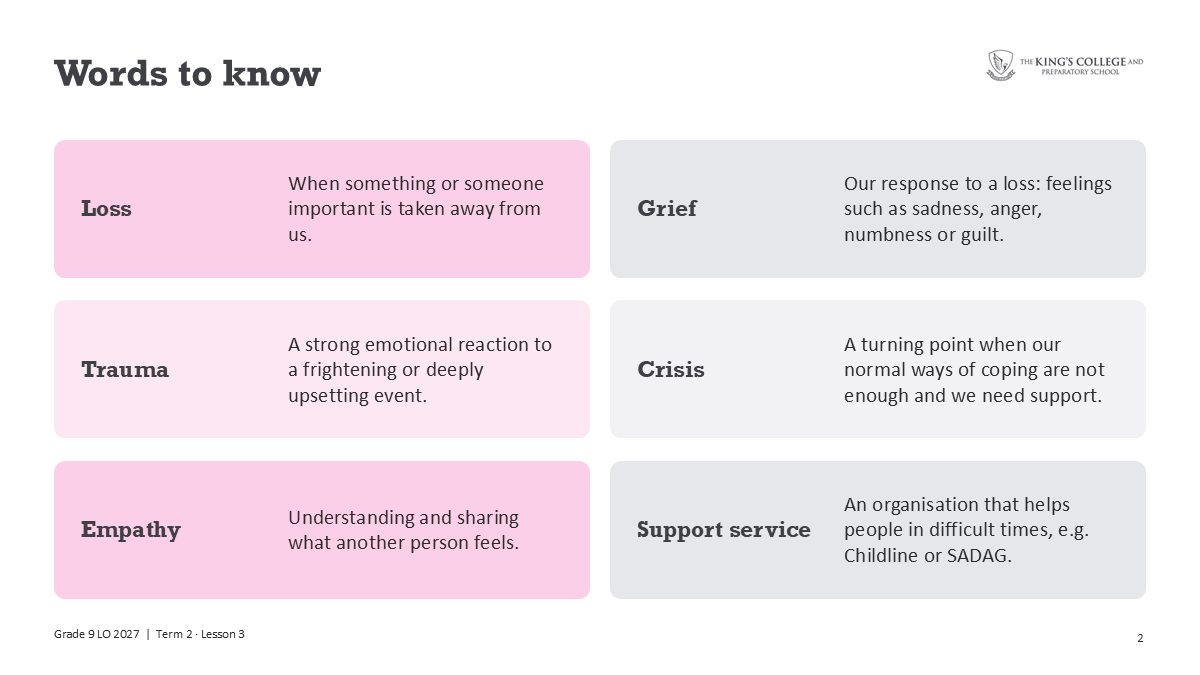 Words to know
THE KING'S COLLEGE AND
PREPARATORY SCHOOL
Loss
When something or someone
important is taken away from
us.
Grief
Our response to a loss: feelings
such as sadness, anger,
numbness or guilt.
Trauma
A strong emotional reaction to
a frightening or deeply
upsetting event.
Crisis
A turning point when our
normal ways of coping are not
enough and we need support.
Empathy
Understanding and sharing
what another person feels.
Support service
An organisation that helps
people in difficult times, e.g.
Childline or SADAG.
Grade 9 LO 2027 | Term 2 · Lesson 3
2